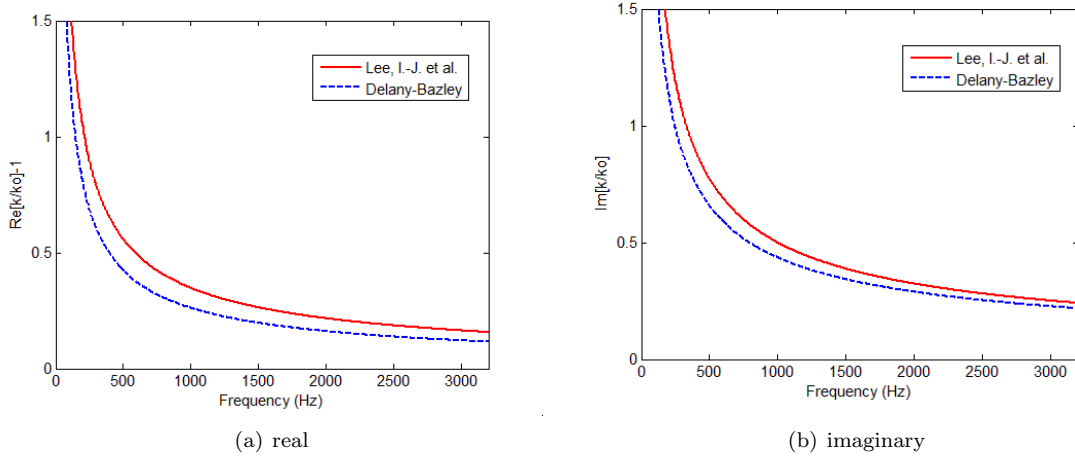 1.5
1
0.5
0
Re[k/ko]-1
0 500 1000 1500 2000 2500 3000
Frequency (Hz)
Lee, I.-J. et al.
Delany-Bazley
(a) real
1.5
1
0.5
0
Im[k/ko]
0 500 1000 1500 2000 2500 3000
Frequency (Hz)
Lee, I.-J. et al.
Delany-Bazley
(b) imaginary